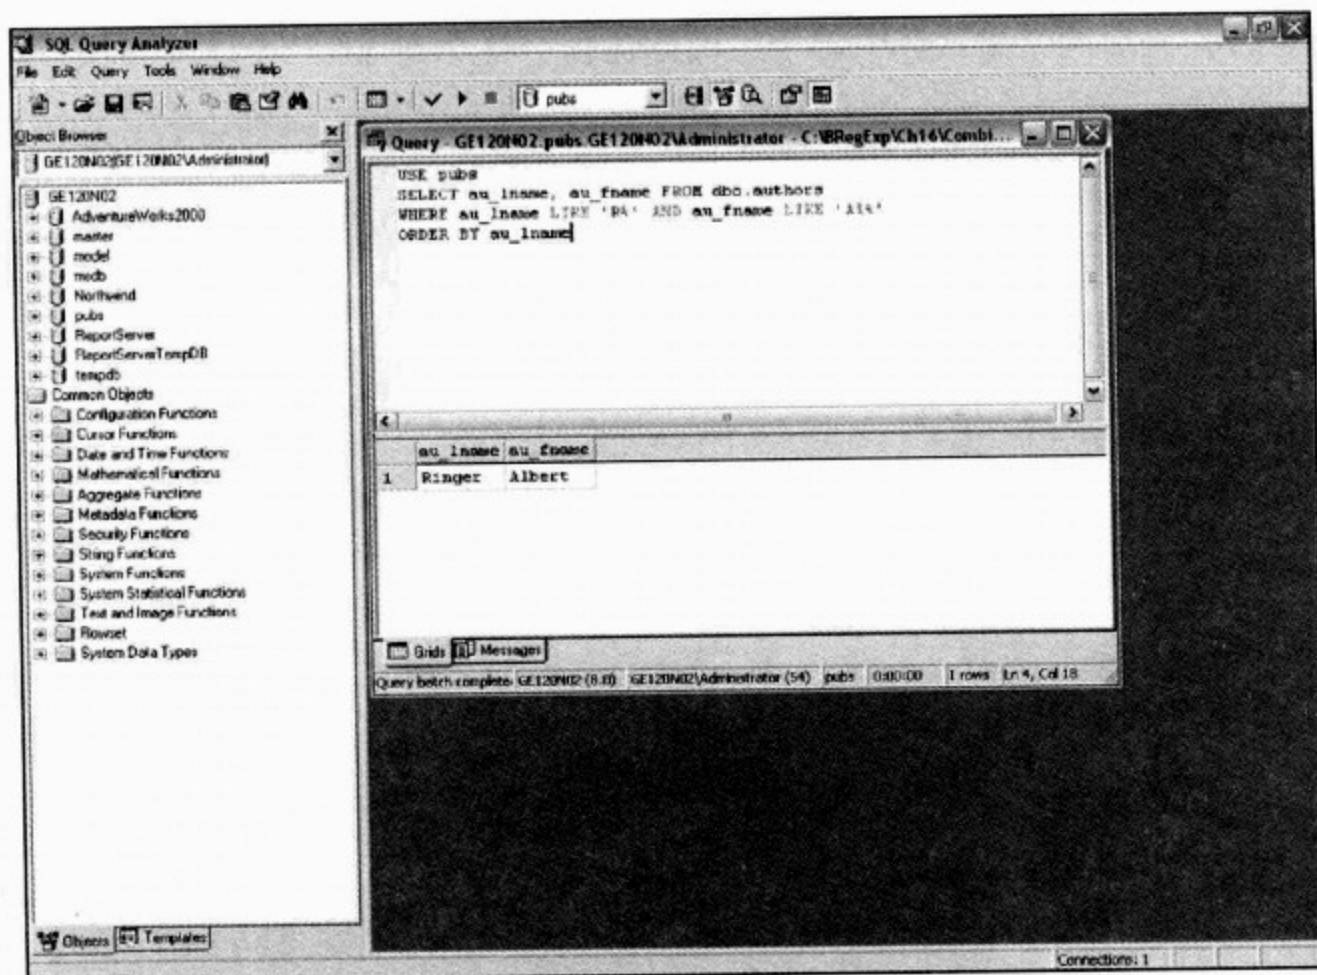 SQL Query Analyzer
File Edit Query Tools Window Help
pubs
Object Browser
GE120N02(GE120N02\Administrator)
GE120N02
AdventureWorks2000
master
model
msdb
Northwind
pubs
ReportServer
ReportServerTempDB
tempdb
Common Objects
Configuration Functions
Cursor Functions
Date and Time Functions
Mathematical Functions
Aggregate Functions
Metadata Functions
Security Functions
String Functions
System Functions
System Statistical Functions
Text and Image Functions
Rowset
System Data Types
Objects Templates
Query - GE120N02.pubs.GE120N02\Administrator - C:\BRegExp\Ch16\Combi...
USE pubs
SELECT au_lname, au_fname FROM dbo.authors
WHERE au_lname LIKE 'R%' AND au_fname LIKE 'Al%'
ORDER BY au_lname
au_lname au_fname
1 Ringer Albert
Grids Messages
Query batch complete GE120N02 (8.0) GE120N02\Administrator (54) pubs 0:00:00 1 rows Ln 4, Col 18
Connections: 1